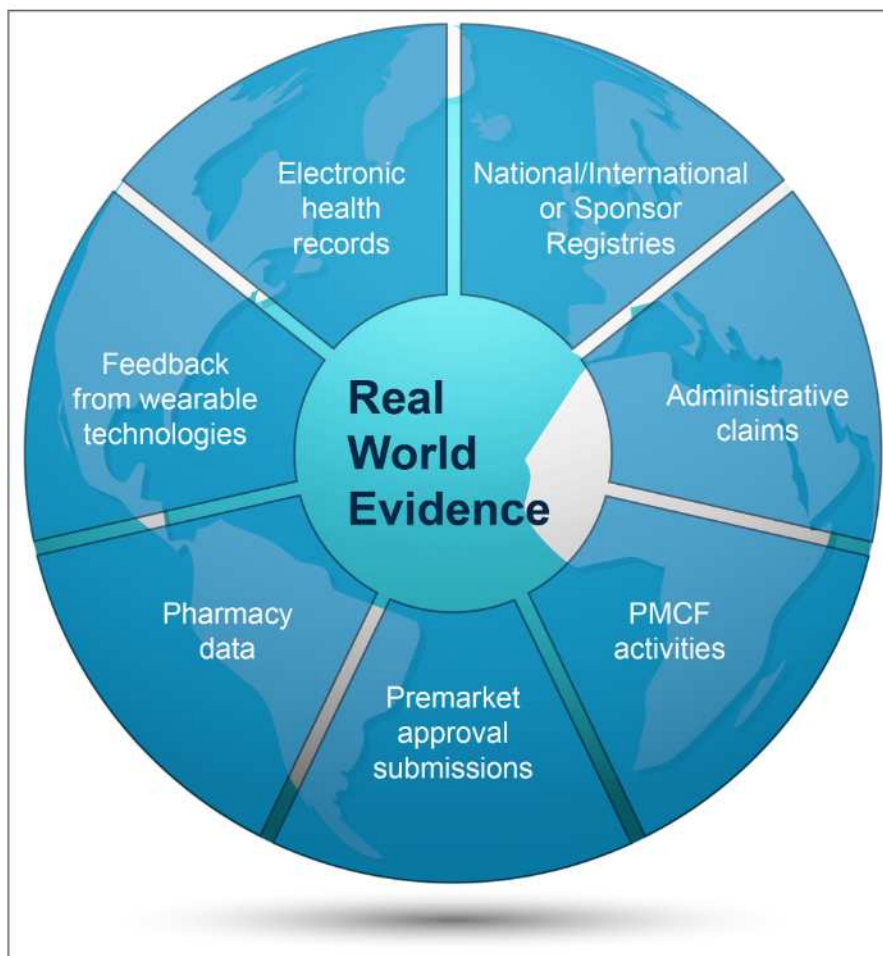 Electronic
health
records
National/International
or Sponsor
Registries
Feedback
from wearable
technologies
Real
World
Evidence
Administrative
claims
Pharmacy
data
Premarket
approval
submissions
PMCF
activities